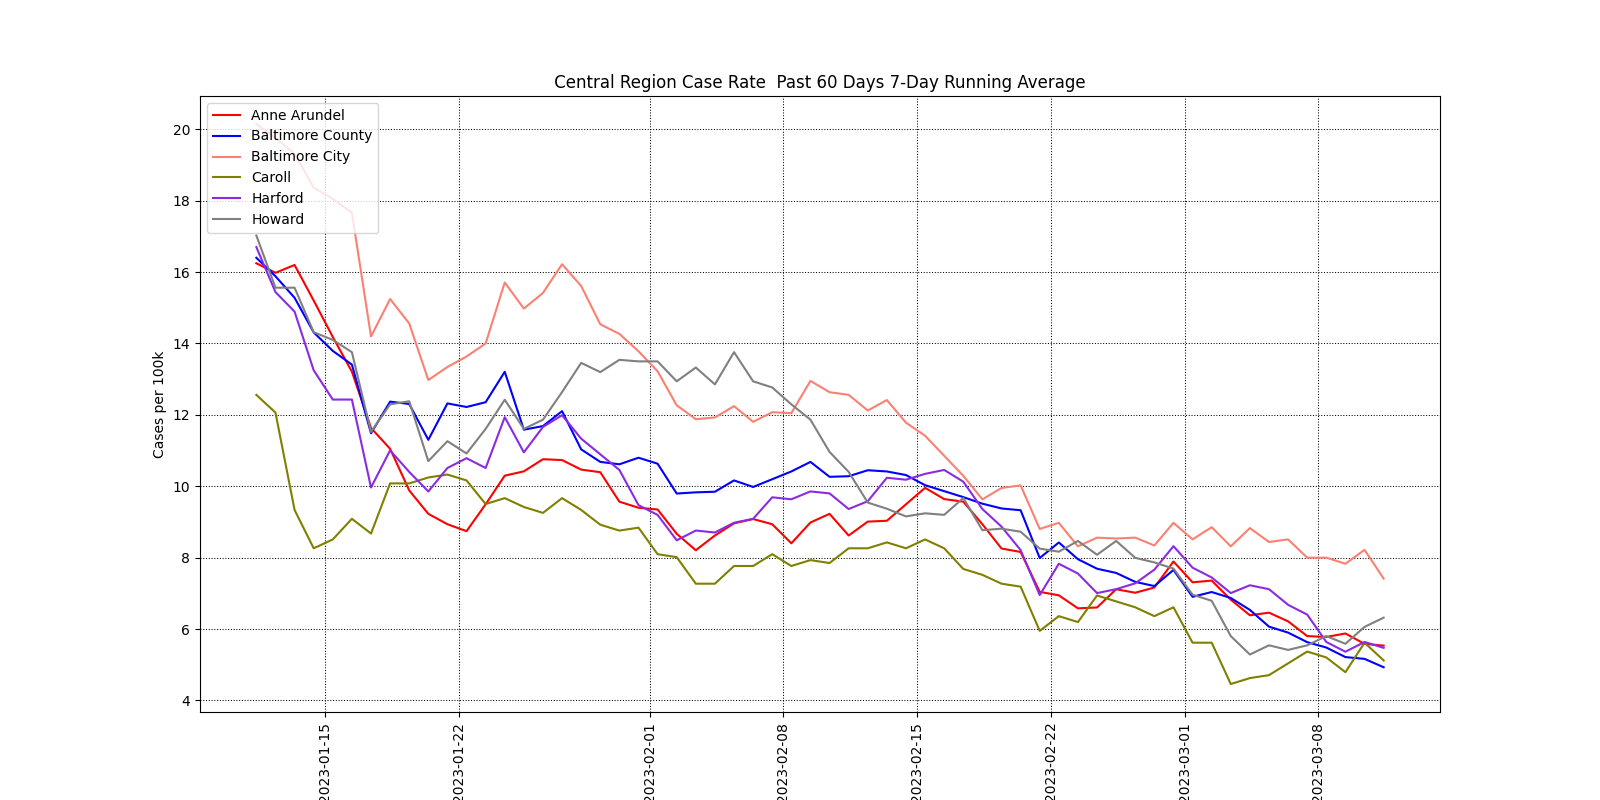 Central Region Case Rate  Past 60 Days 7-Day Running Average
Anne Arundel
Baltimore County
Baltimore City
Caroll
Harford
Howard
Cases per 100k
20
18
16
14
12
10
8
6
4
2023-01-15
2023-01-22
2023-02-01
2023-02-08
2023-02-15
2023-02-22
2023-03-01
2023-03-08